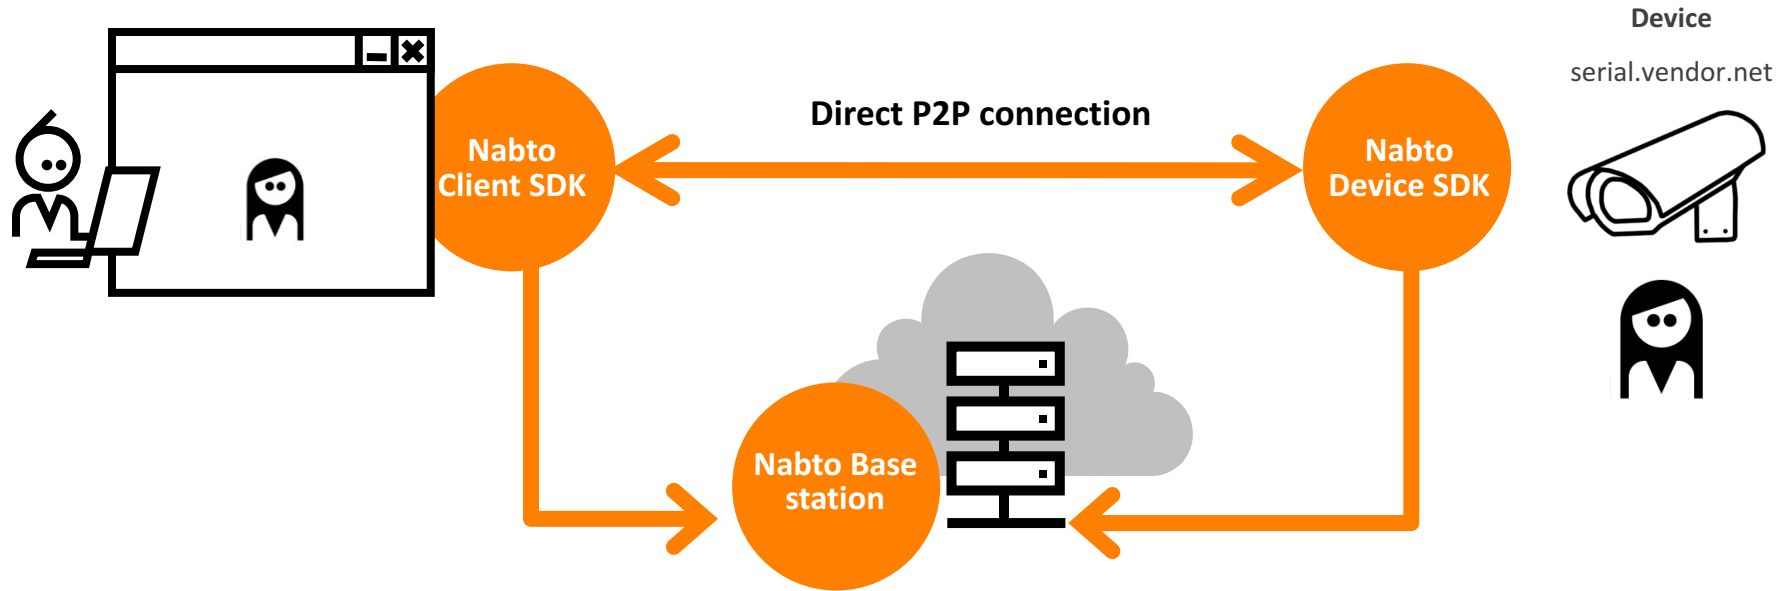 Device
serial.vendor.net
Direct P2P connection
Nabto
Client SDK
Nabto
Device SDK
Nabto Base
station